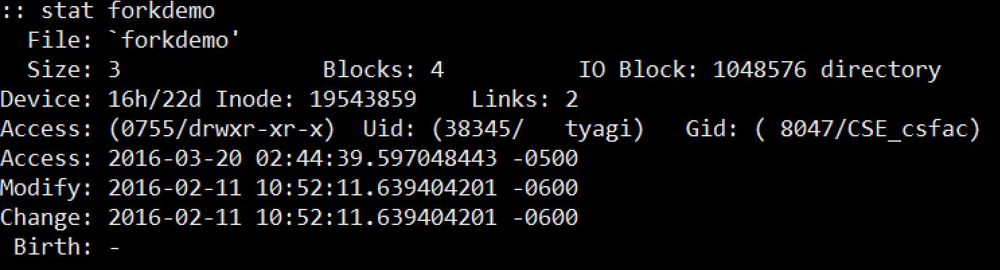 :: stat forkdemo
  File: `forkdemo'
  Size: 3               Blocks: 4          IO Block: 1048576 directory
Device: 16h/22d Inode: 19543859    Links: 2
Access: (0755/drwxr-xr-x)  Uid: (38345/   tyagi)   Gid: ( 8047/CSE_csfac)
Access: 2016-03-20 02:44:39.597048443 -0500
Modify: 2016-02-11 10:52:11.639404201 -0600
Change: 2016-02-11 10:52:11.639404201 -0600
 Birth: -